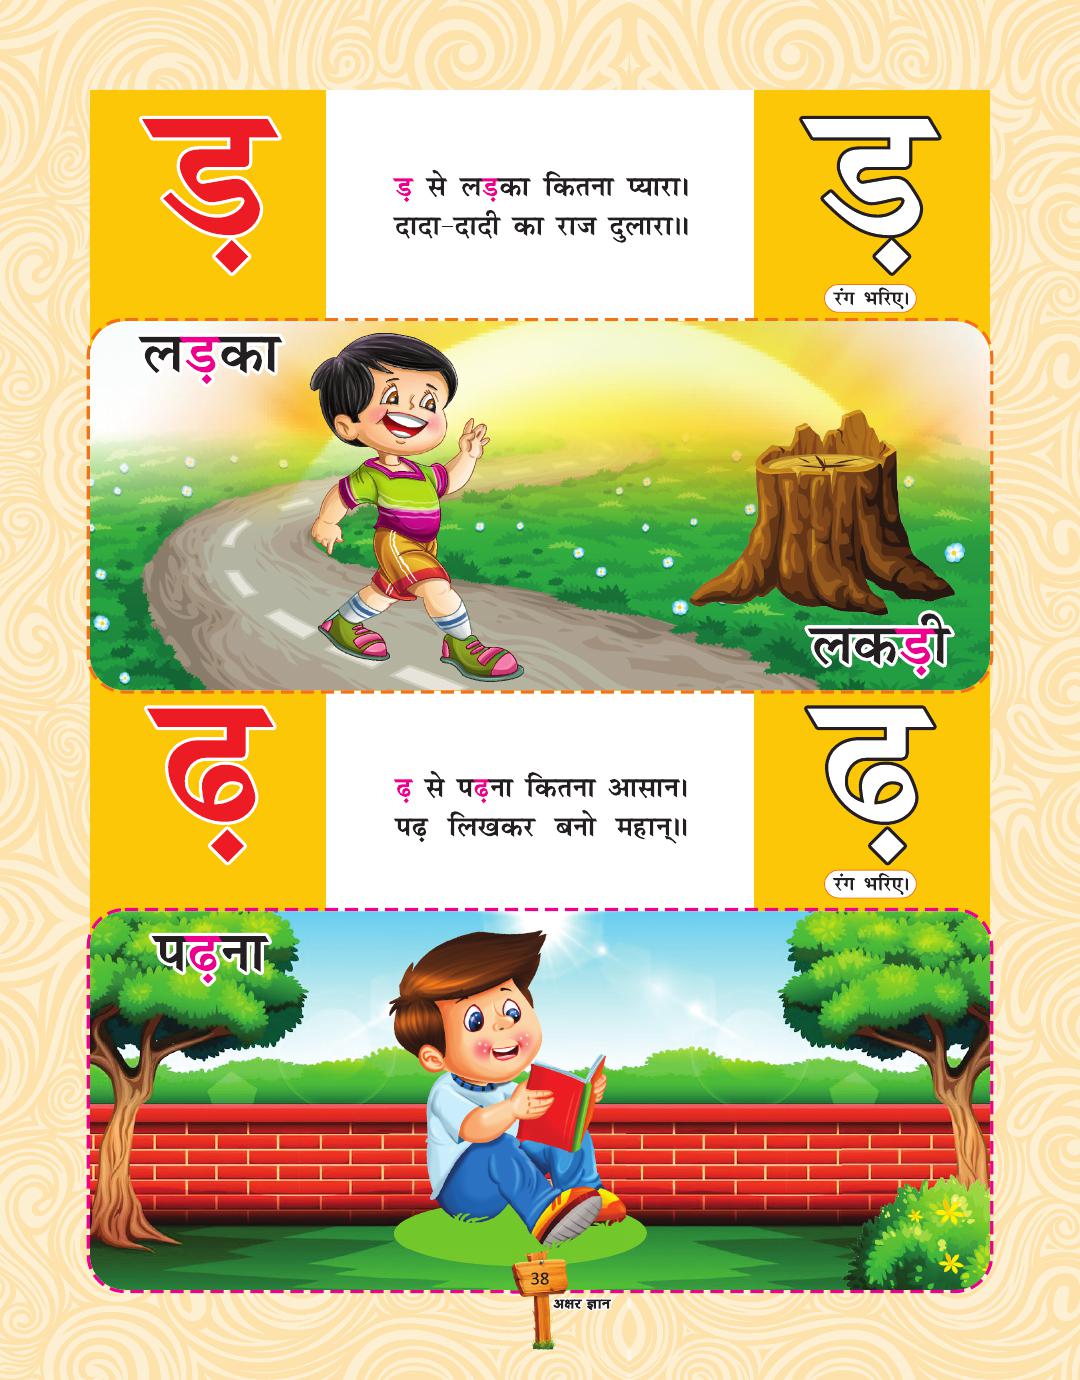 ड़
ड़ से लड़का कितना प्यारा।
दादा-दादी का राज दुलारा॥
ड़
रंग भरिए।
लड़का
लकड़ी
ढ़
ढ़ से पढ़ना कितना आसान।
पढ़ लिखकर बनो महान्॥
ढ़
रंग भरिए।
पढ़ना
38
अक्षर ज्ञान